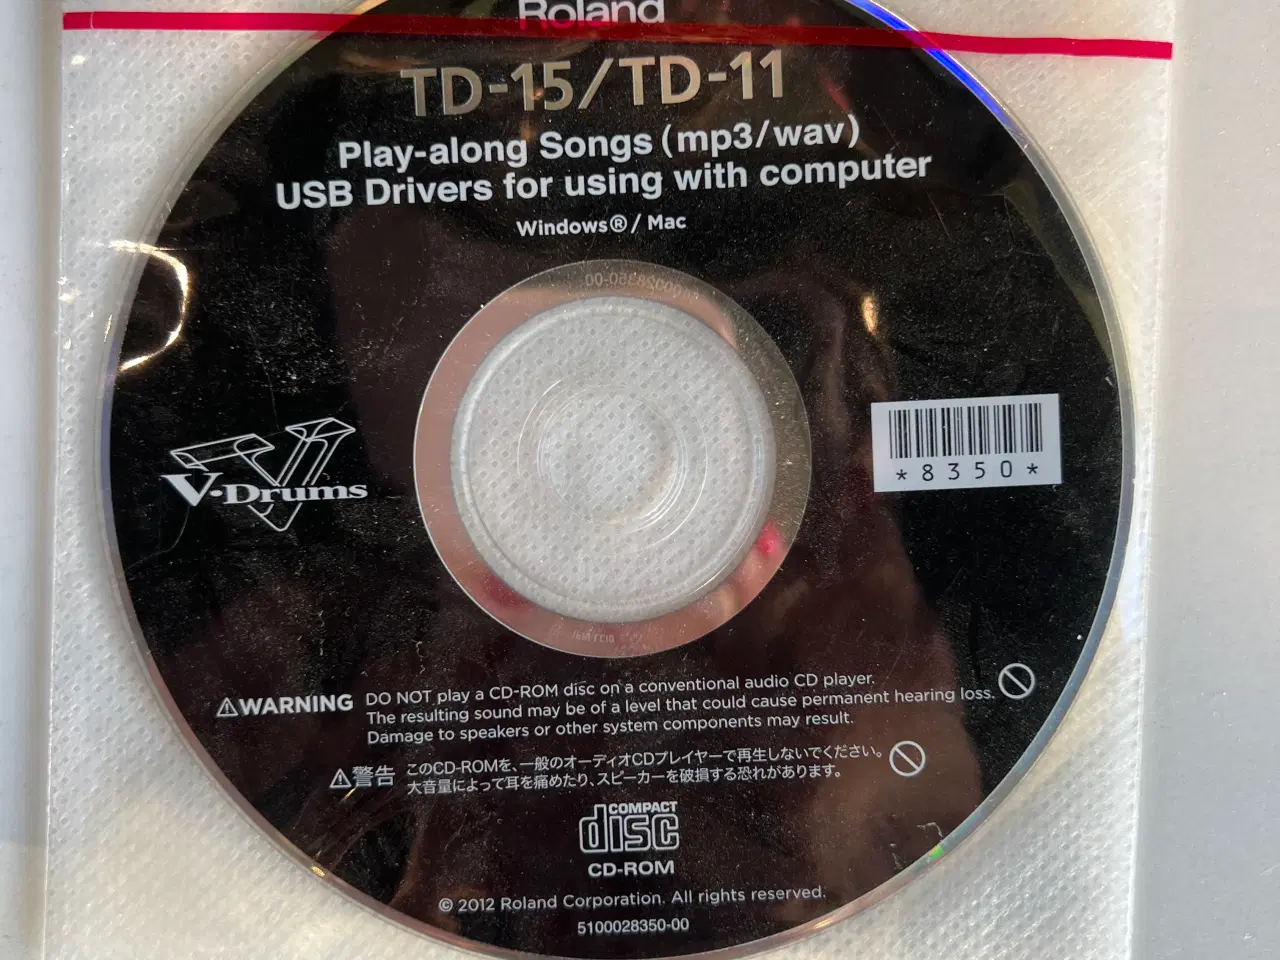 Roland
TD-15/TD-11
Play-along Songs (mp3/wav)
USB Drivers for using with computer
Windows® / Mac
V-Drums
*8350*
⚠WARNING DO NOT play a CD-ROM disc on a conventional audio CD player.
The resulting sound may be of a level that could cause permanent hearing loss.
Damage to speakers or other system components may result.
⚠警告 このCD-ROMを、一般のオーディオCDプレイヤーで再生しないでください。
大音量によって耳を痛めたり、スピーカーを破損する恐れがあります。
COMPACT
disc
CD-ROM
© 2012 Roland Corporation. All rights reserved.
5100028350-00